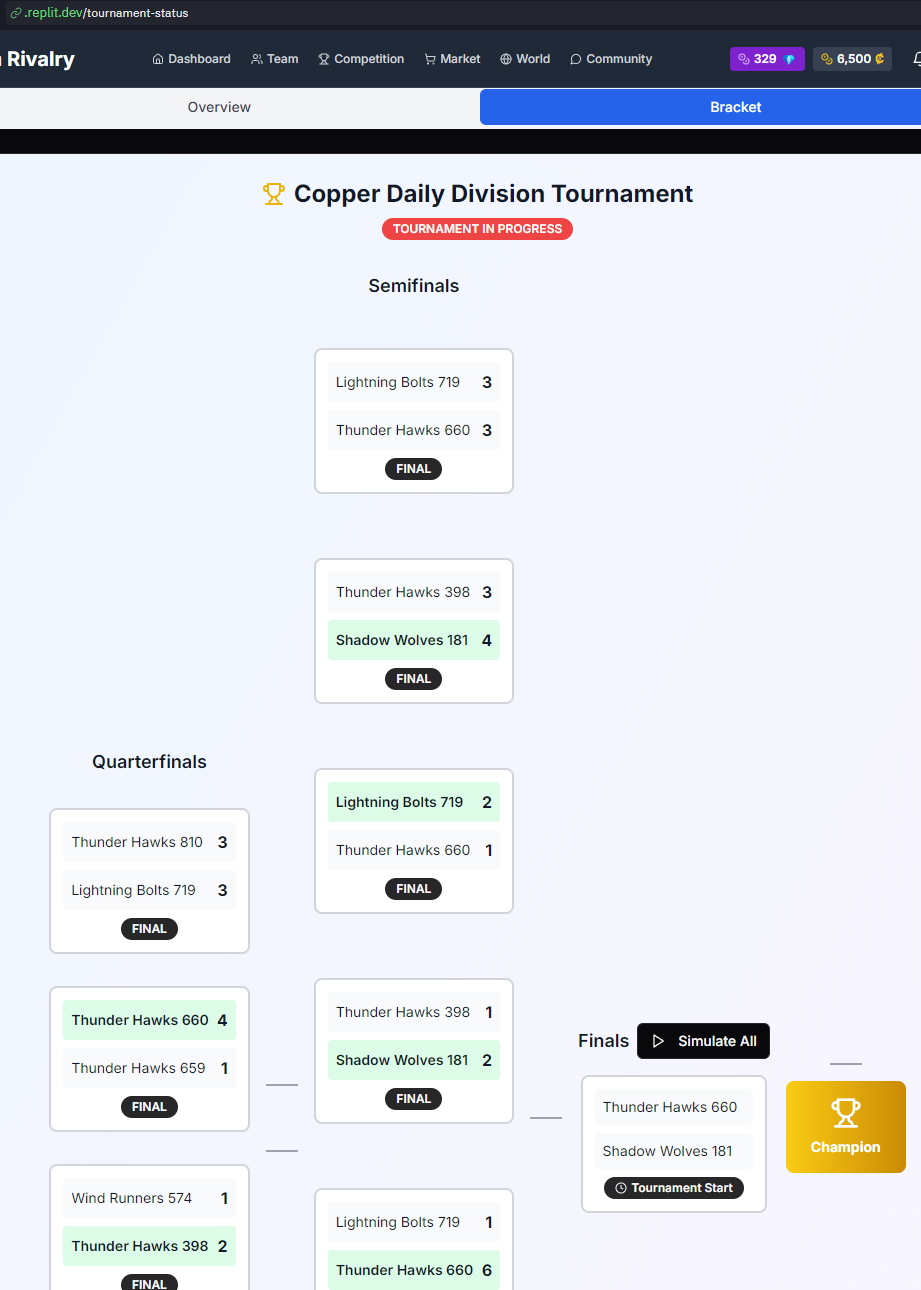 .replit.dev/tournament-status
Rivalry
Dashboard Team Competition Market World Community 329 6,500 ₡
Overview Bracket
Copper Daily Division Tournament
TOURNAMENT IN PROGRESS
Semifinals
Lightning Bolts 719 3
Thunder Hawks 660 3
FINAL
Thunder Hawks 398 3
Shadow Wolves 181 4
FINAL
Quarterfinals
Thunder Hawks 810 3
Lightning Bolts 719 3
FINAL
Thunder Hawks 660 4
Thunder Hawks 659 1
FINAL
Wind Runners 574 1
Thunder Hawks 398 2
FINAL
Lightning Bolts 719 2
Thunder Hawks 660 1
FINAL
Thunder Hawks 398 1
Shadow Wolves 181 2
FINAL
Lightning Bolts 719 1
Thunder Hawks 660 6
Finals Simulate All
Thunder Hawks 660
Shadow Wolves 181
Tournament Start
Champion